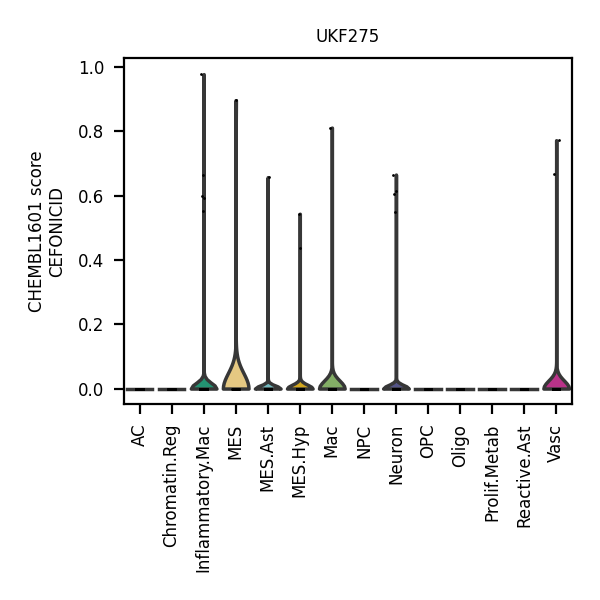 UKF275
CHEMBL1601 score
CEFONICID
1.0
0.8
0.6
0.4
0.2
0.0
AC
Chromatin.Reg
Inflammatory.Mac
MES
MES.Ast
MES.Hyp
Mac
NPC
Neuron
OPC
Oligo
Prolif.Metab
Reactive.Ast
Vasc